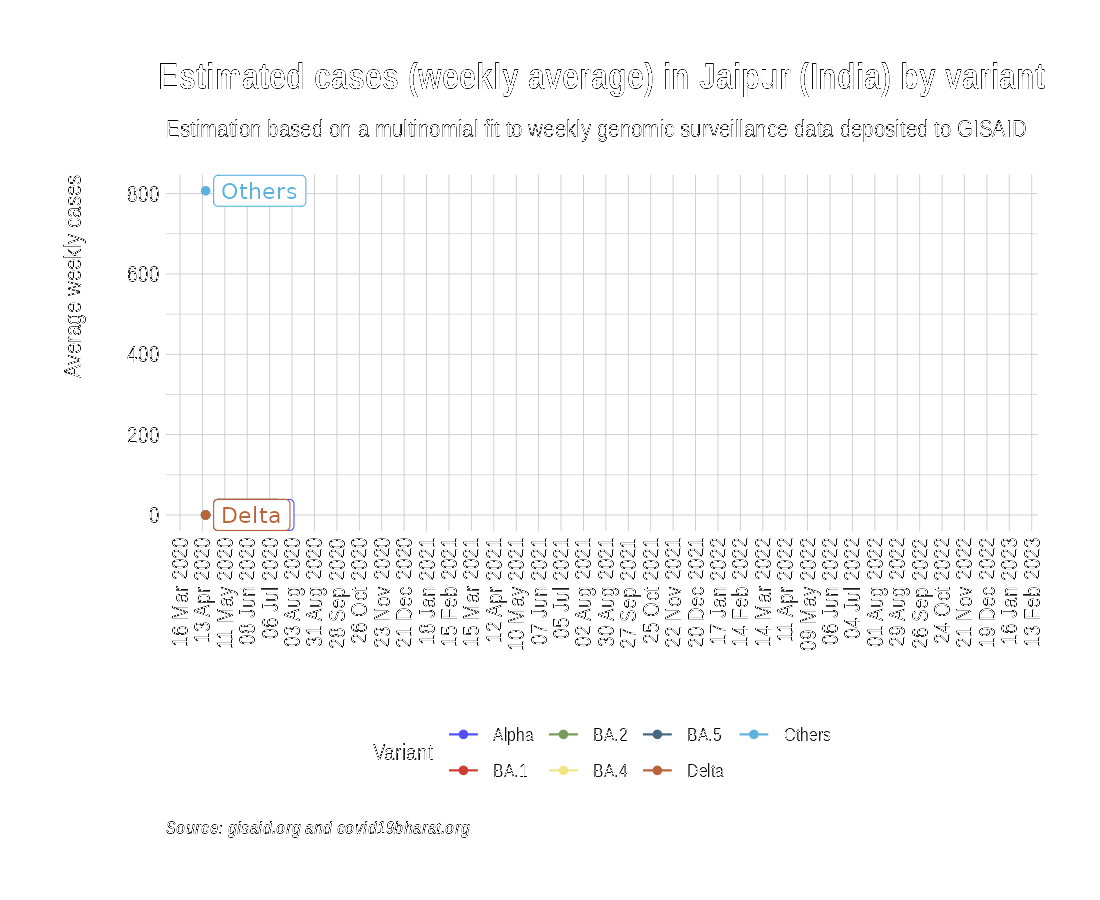 Estimated cases (weekly average) in Jaipur (India) by variant
Estimation based on a multinomial fit to weekly genomic surveillance data deposited to GISAID
Average weekly cases
800
600
400
200
0
Others
Delta
16 Mar 2020
13 Apr 2020
11 May 2020
08 Jun 2020
06 Jul 2020
03 Aug 2020
31 Aug 2020
28 Sep 2020
26 Oct 2020
23 Nov 2020
21 Dec 2020
18 Jan 2021
15 Feb 2021
15 Mar 2021
12 Apr 2021
10 May 2021
07 Jun 2021
05 Jul 2021
02 Aug 2021
30 Aug 2021
27 Sep 2021
25 Oct 2021
22 Nov 2021
20 Dec 2021
17 Jan 2022
14 Feb 2022
14 Mar 2022
11 Apr 2022
09 May 2022
06 Jun 2022
04 Jul 2022
01 Aug 2022
29 Aug 2022
26 Sep 2022
24 Oct 2022
21 Nov 2022
19 Dec 2022
16 Jan 2023
13 Feb 2023
Variant
Alpha
BA.2
BA.5
Others
BA.1
BA.4
Delta
Source: gisaid.org and covid19bharat.org